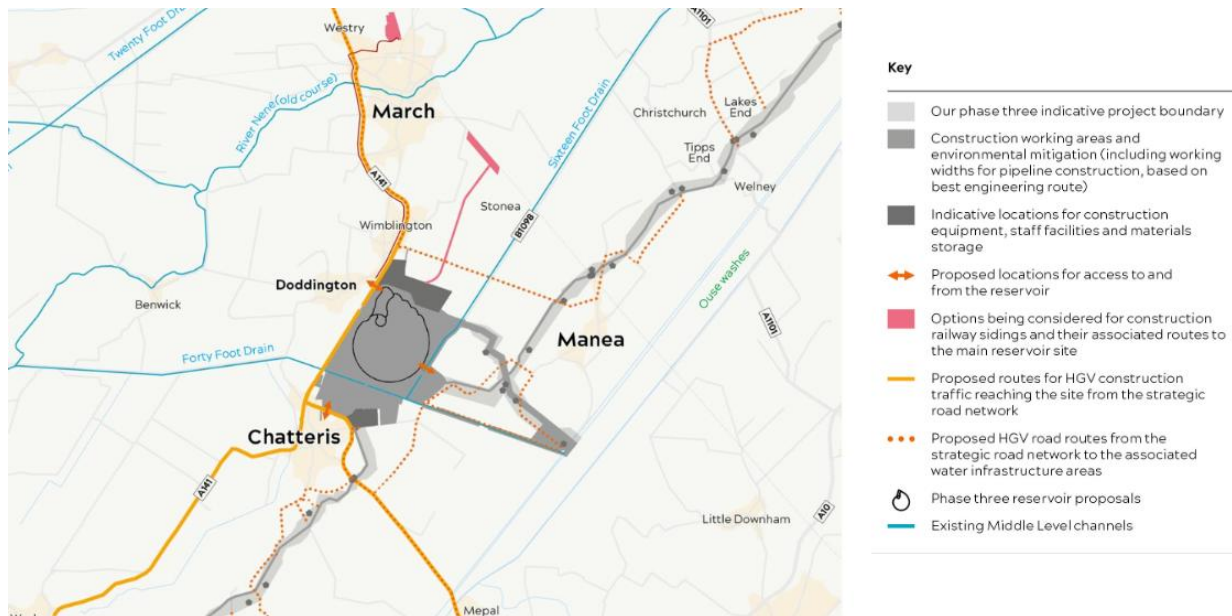 Westry
Twenty Foot Drain
River Nene(old course)
March
A141
Wimblington
Doddington
Benwick
Forty Foot Drain
Chatteris
A141
Stonea
Sixteen Foot Drain
B1098
A1101
Christchurch
Lakes
End
Tipps
End
Welney
Ouse washes
A1101
Manea
Little Downham
A10
Mepal
Key
Our phase three indicative project boundary
Construction working areas and
environmental mitigation (including working
widths for pipeline construction, based on
best engineering route)
Indicative locations for construction
equipment, staff facilities and materials
storage
Proposed locations for access to and
from the reservoir
Options being considered for construction
railway sidings and their associated routes to
the main reservoir site
Proposed routes for HGV construction
traffic reaching the site from the strategic
road network
Proposed HGV road routes from the
strategic road network to the associated
water infrastructure areas
Phase three reservoir proposals
Existing Middle Level channels